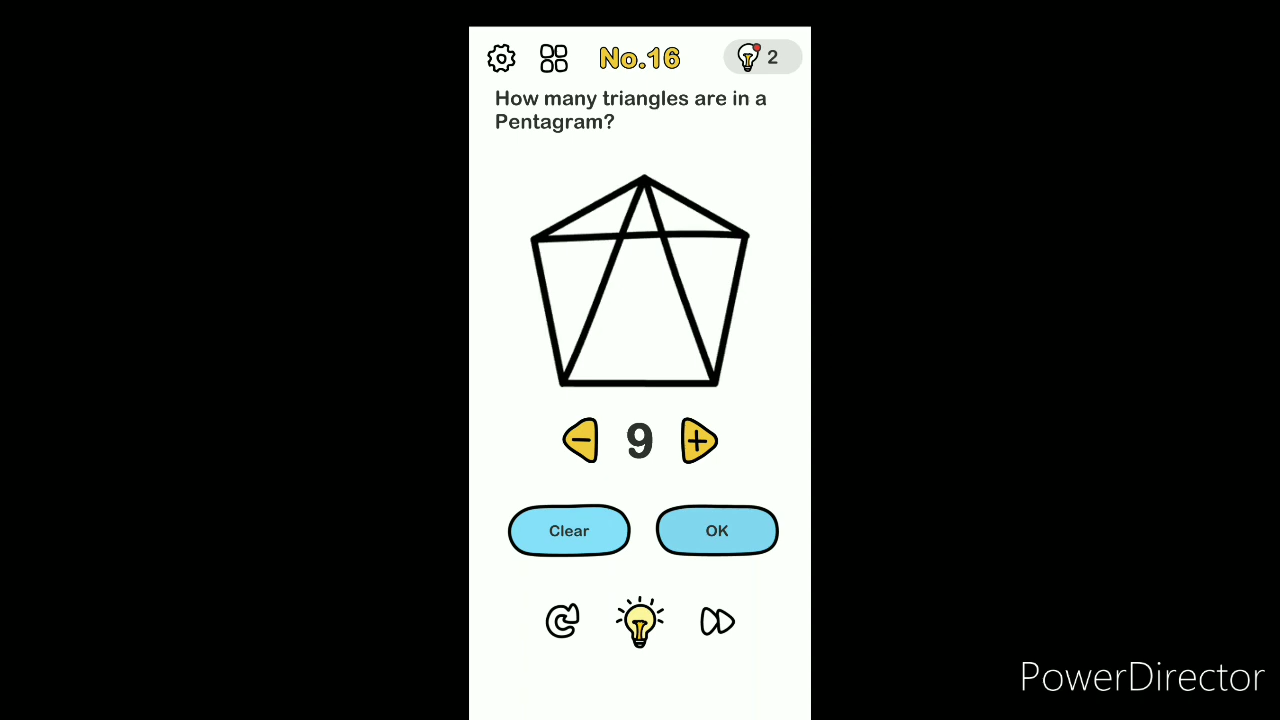 No.16
2
How many triangles are in a
Pentagram?
9
Clear
OK
PowerDirector